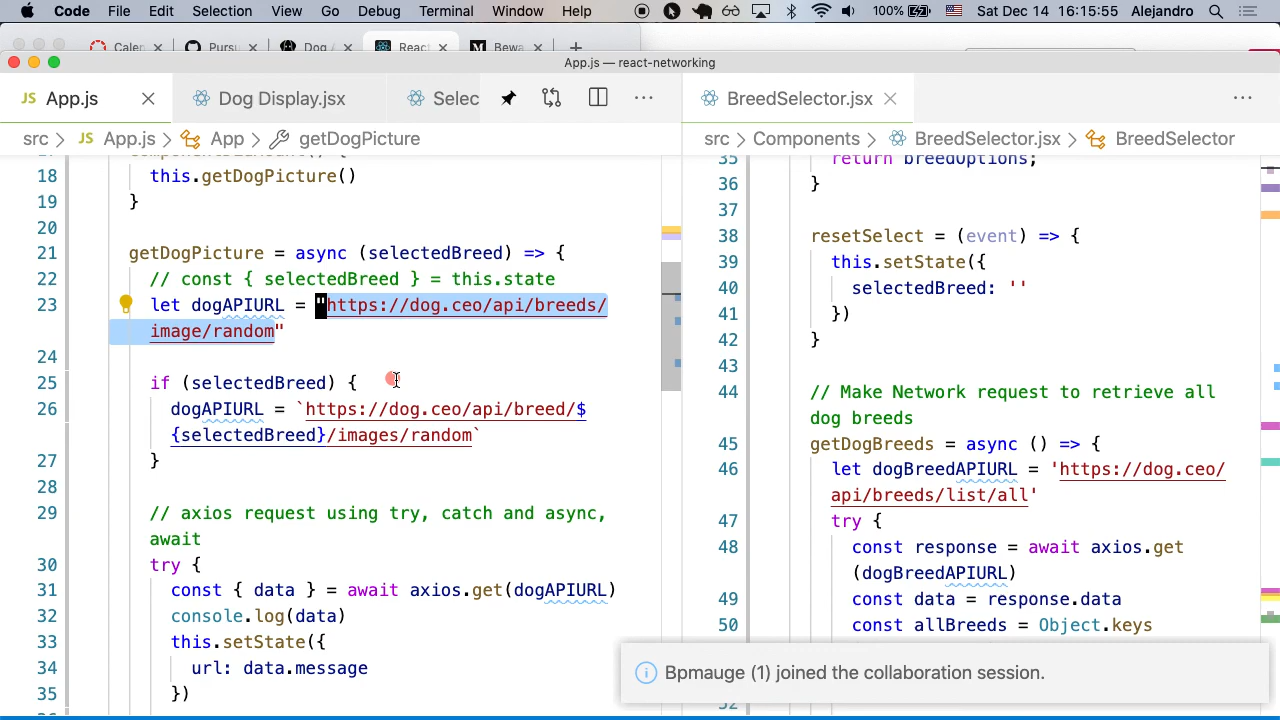 Code File Edit Selection View Go Debug Terminal Window Help 100% Sat Dec 14 16:15:55 Alejandro
Calen Pursu Dog / React Bewa
App.js — react-networking
JS App.js Dog Display.jsx Selec BreedSelector.jsx
src > JS App.js > App > getDogPicture
src > Components > BreedSelector.jsx > BreedSelector
18 this.getDogPicture()
19 }
20
21 getDogPicture = async (selectedBreed) => {
22 // const { selectedBreed } = this.state
23 let dogAPIURL = "https://dog.ceo/api/breeds/
image/random"
24
25 if (selectedBreed) {
26 dogAPIURL = `https://dog.ceo/api/breed/$
{selectedBreed}/images/random`
27 }
28
29 // axios request using try, catch and async,
await
30 try {
31 const { data } = await axios.get(dogAPIURL)
32 console.log(data)
33 this.setState({
34 url: data.message
35 })
35 return breedOptions;
36 }
37
38 resetSelect = (event) => {
39 this.setState({
40 selectedBreed: ''
41 })
42 }
43
44 // Make Network request to retrieve all
dog breeds
45 getDogBreeds = async () => {
46 let dogBreedAPIURL = 'https://dog.ceo/
api/breeds/list/all'
47 try {
48 const response = await axios.get
(dogBreedAPIURL)
49 const data = response.data
50 const allBreeds = Object.keys
Bpmauge (1) joined the collaboration session.